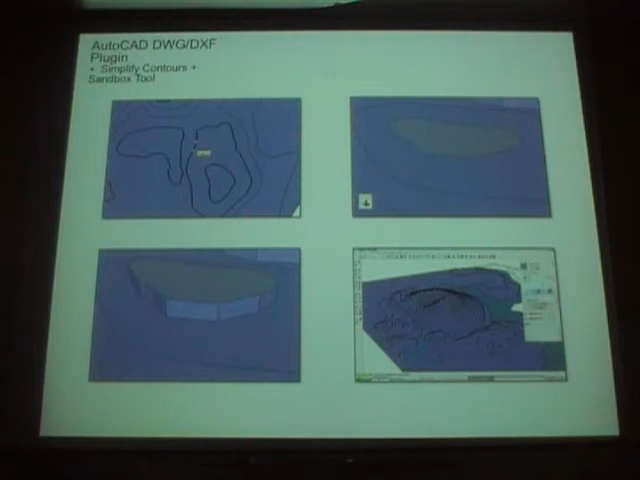 AutoCAD DWG/DXF
Plugin
+ Simplify Contours +
Sandbox Tool